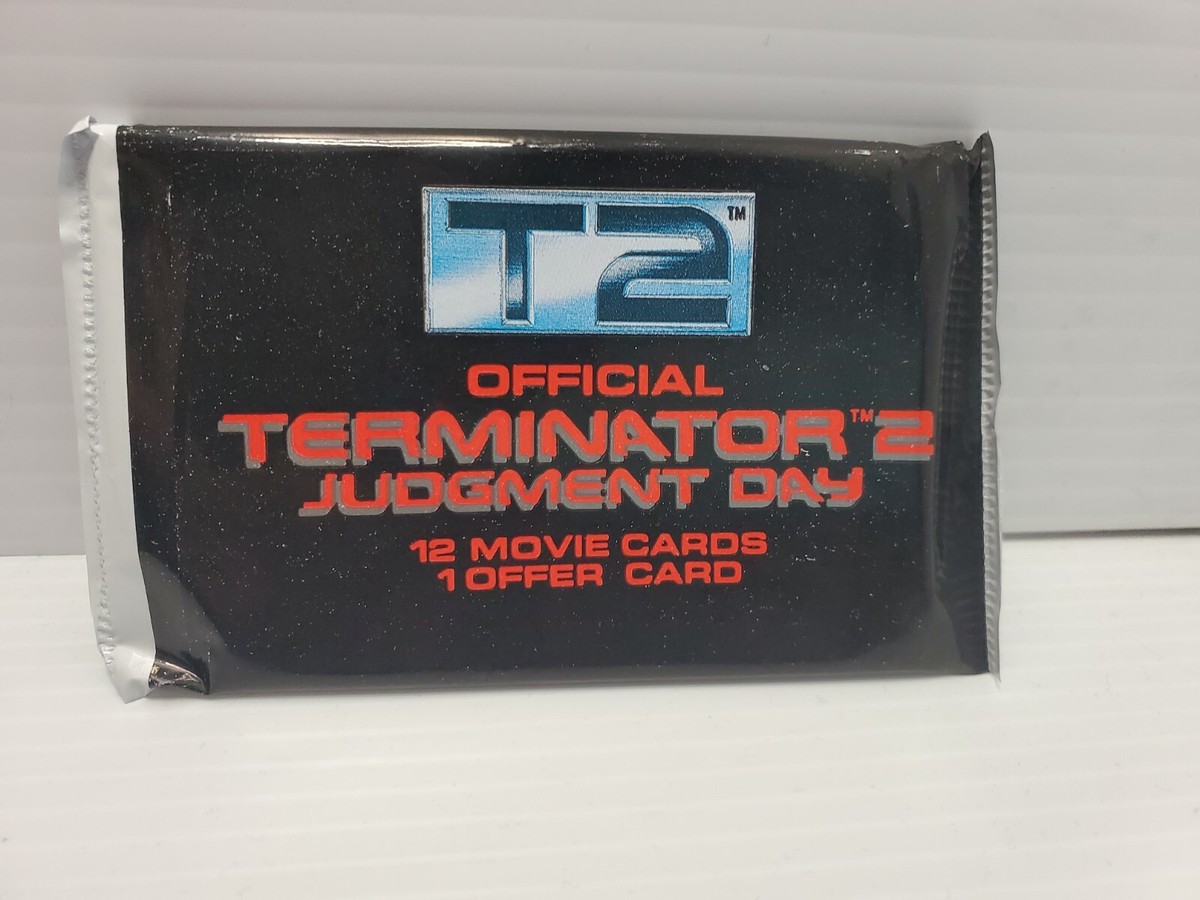 T2™
OFFICIAL
TERMINATOR™2
JUDGMENT DAY
12 MOVIE CARDS
1 OFFER CARD